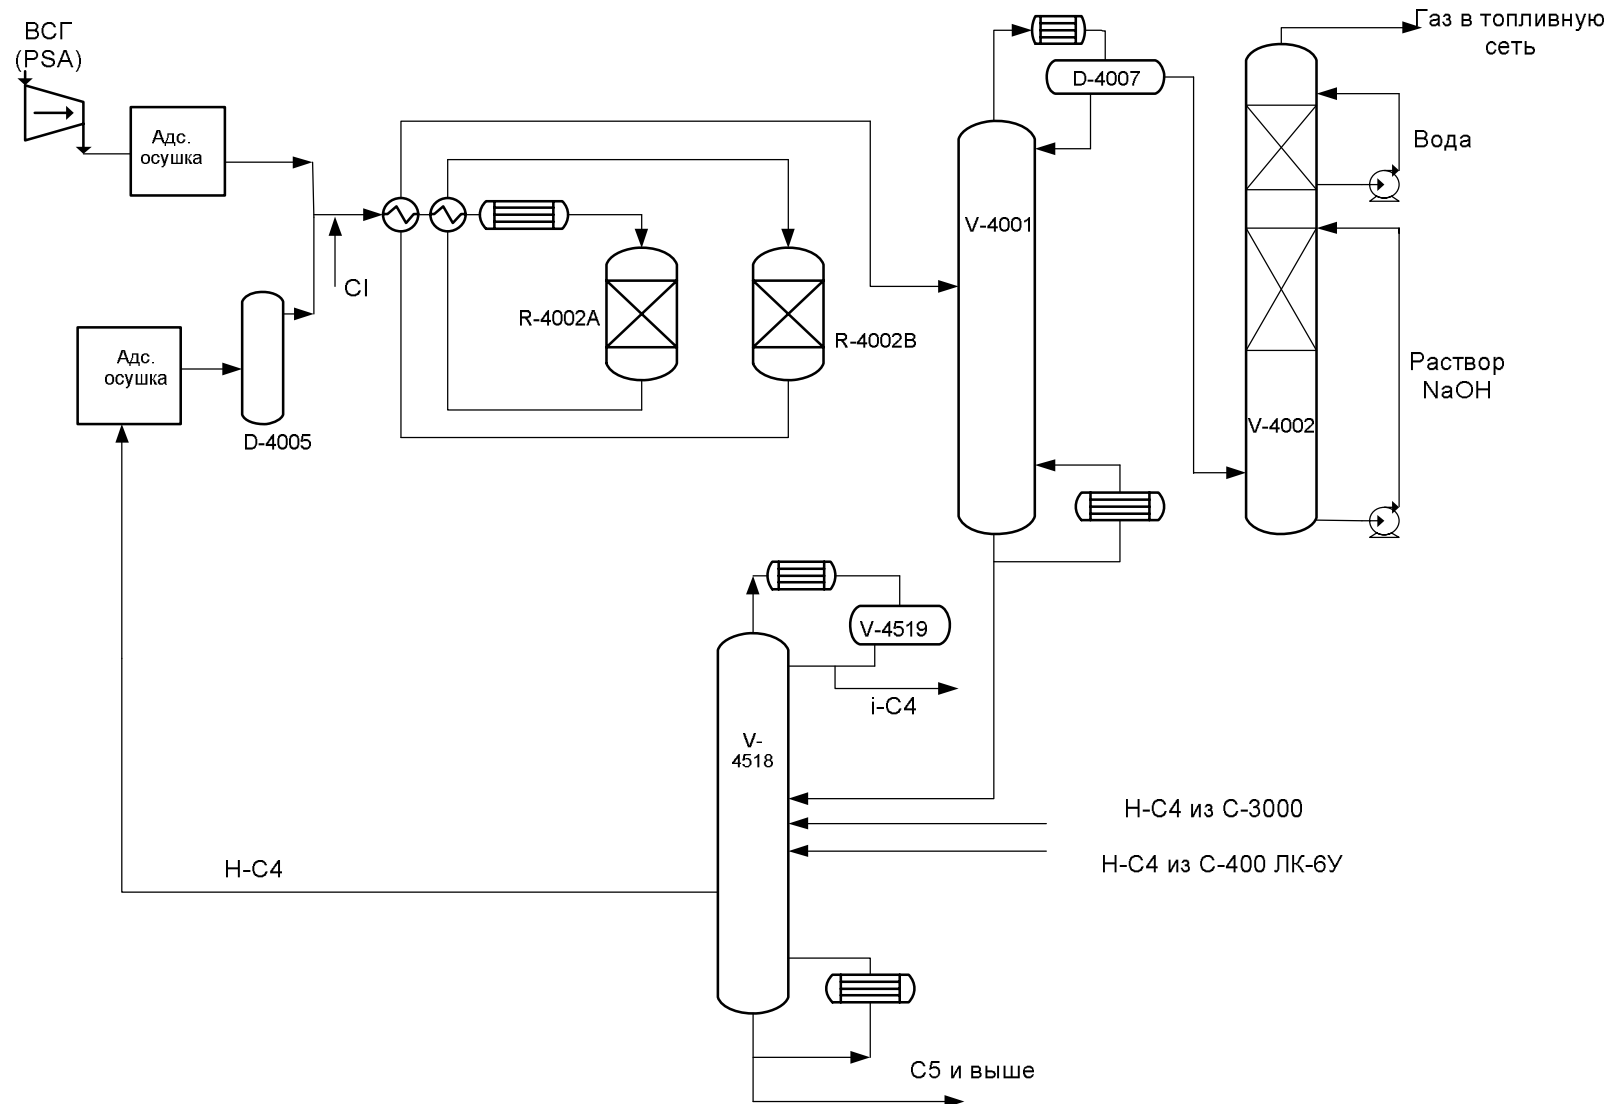 ВСГ
(PSA)
Газ в топливную
сеть
D-4007
Адс.
осушка
Вода
V-4001
Cl
R-4002A
R-4002B
Адс.
осушка
Раствор
NaOH
V-4002
D-4005
V-4519
i-C4
V-
4518
Н-С4 из С-3000
Н-С4 из С-400 ЛК-6У
Н-С4
С5 и выше